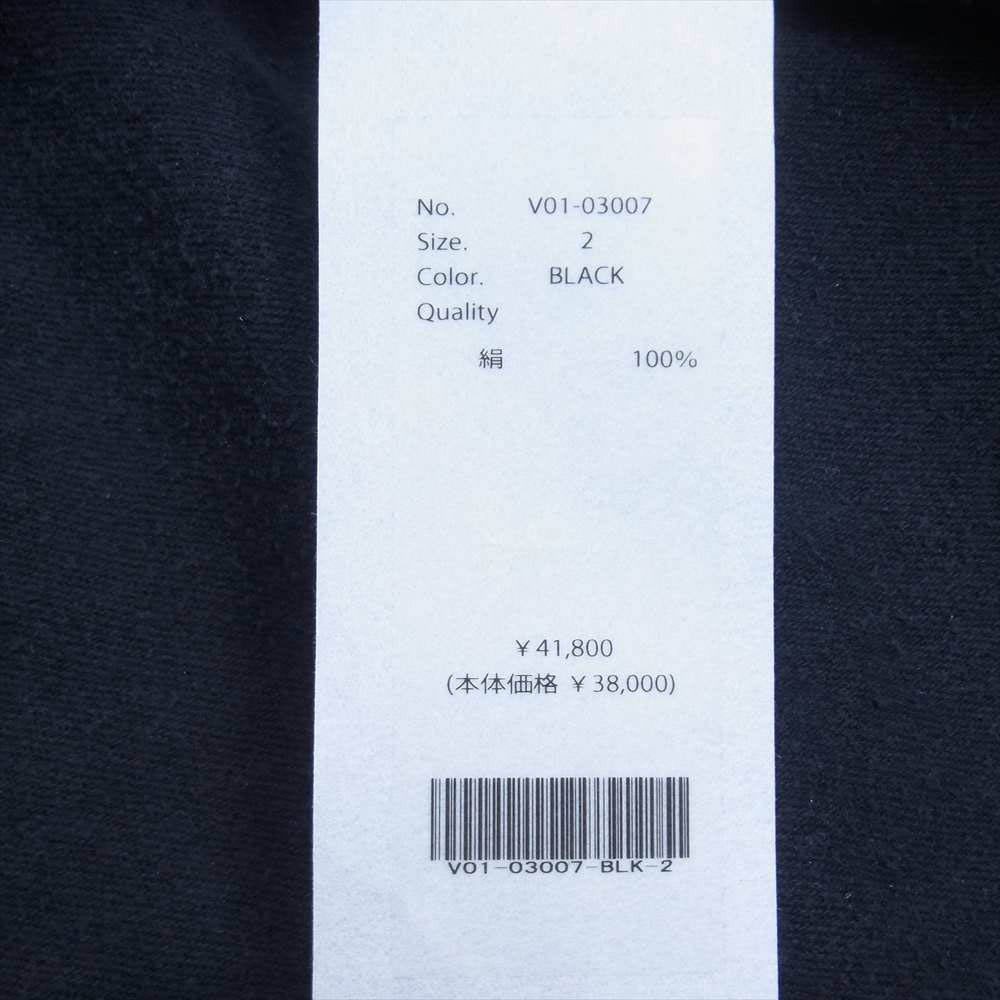 No. V01-03007
Size. 2
Color. BLACK
Quality
絹 100%
¥ 41,800
(本体価格 ¥ 38,000)
V01-03007-BLK-2